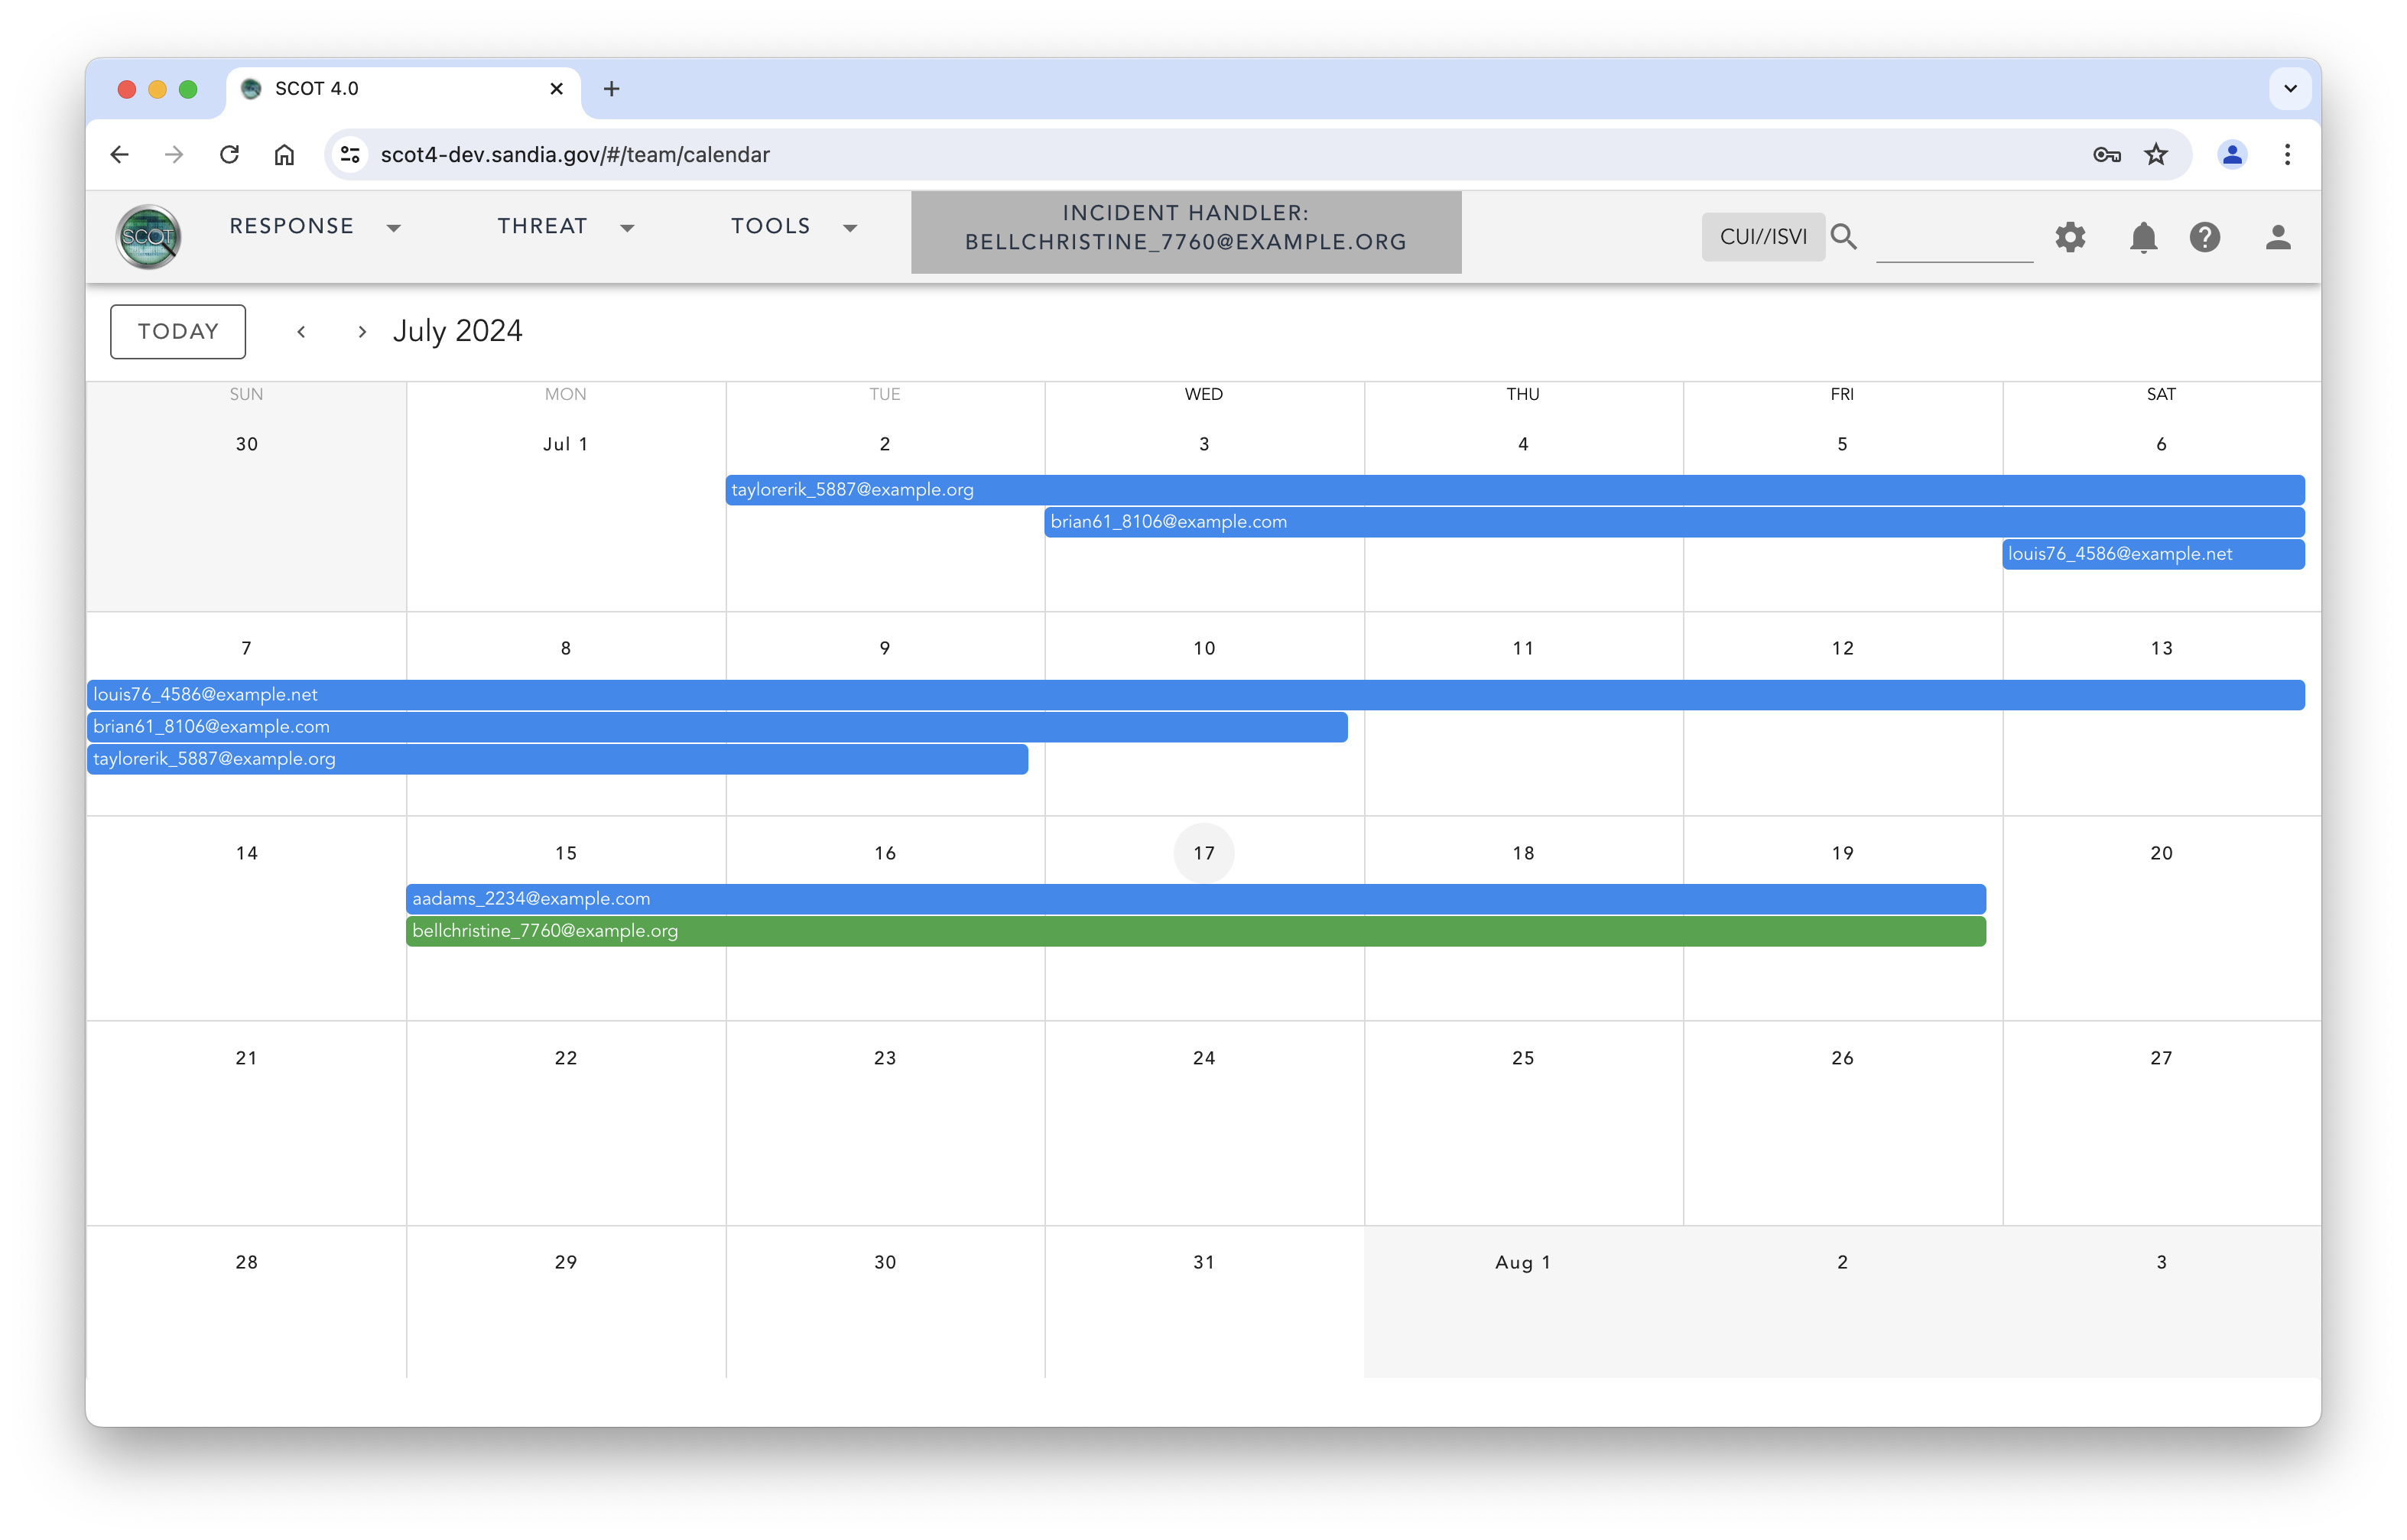 SCOT 4.0
scot4-dev.sandia.gov/#/team/calendar
SCOT RESPONSE THREAT TOOLS INCIDENT HANDLER: CUI//ISVI
BELLCHRISTINE_7760@EXAMPLE.ORG
TODAY July 2024
SUN MON TUE WED THU FRI SAT
30 Jul 1 2 3 4 5 6
taylorerik_5887@example.org
brian61_8106@example.com
louis76_4586@example.net
7 8 9 10 11 12 13
louis76_4586@example.net
brian61_8106@example.com
taylorerik_5887@example.org
14 15 16 17 18 19 20
aadams_2234@example.com
bellchristine_7760@example.org
21 22 23 24 25 26 27
28 29 30 31 Aug 1 2 3